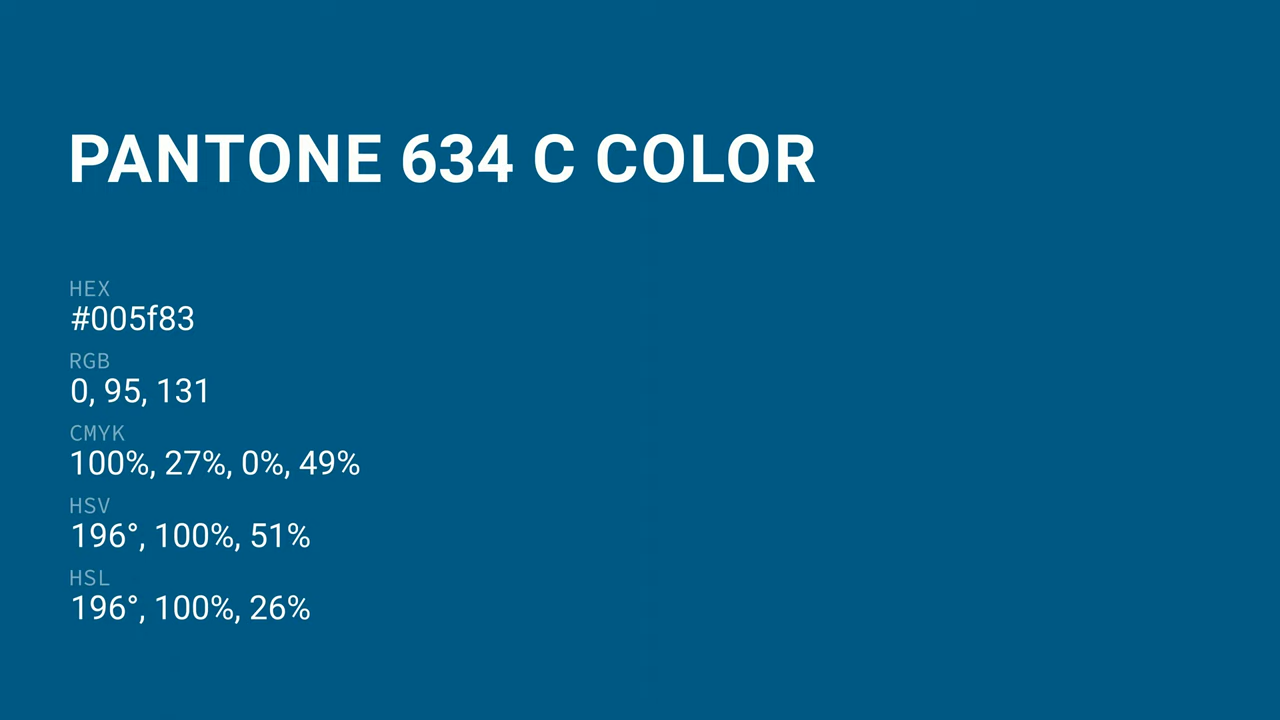 PANTONE 634 C COLOR
HEX
#005f83
RGB
0, 95, 131
CMYK
100%, 27%, 0%, 49%
HSV
196°, 100%, 51%
HSL
196°, 100%, 26%